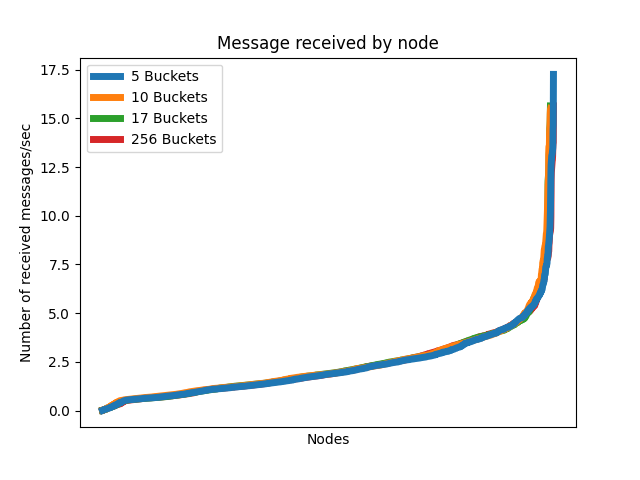 Message received by node
5 Buckets
10 Buckets
17 Buckets
256 Buckets
Number of received messages/sec
17.5
15.0
12.5
10.0
7.5
5.0
2.5
0.0
Nodes